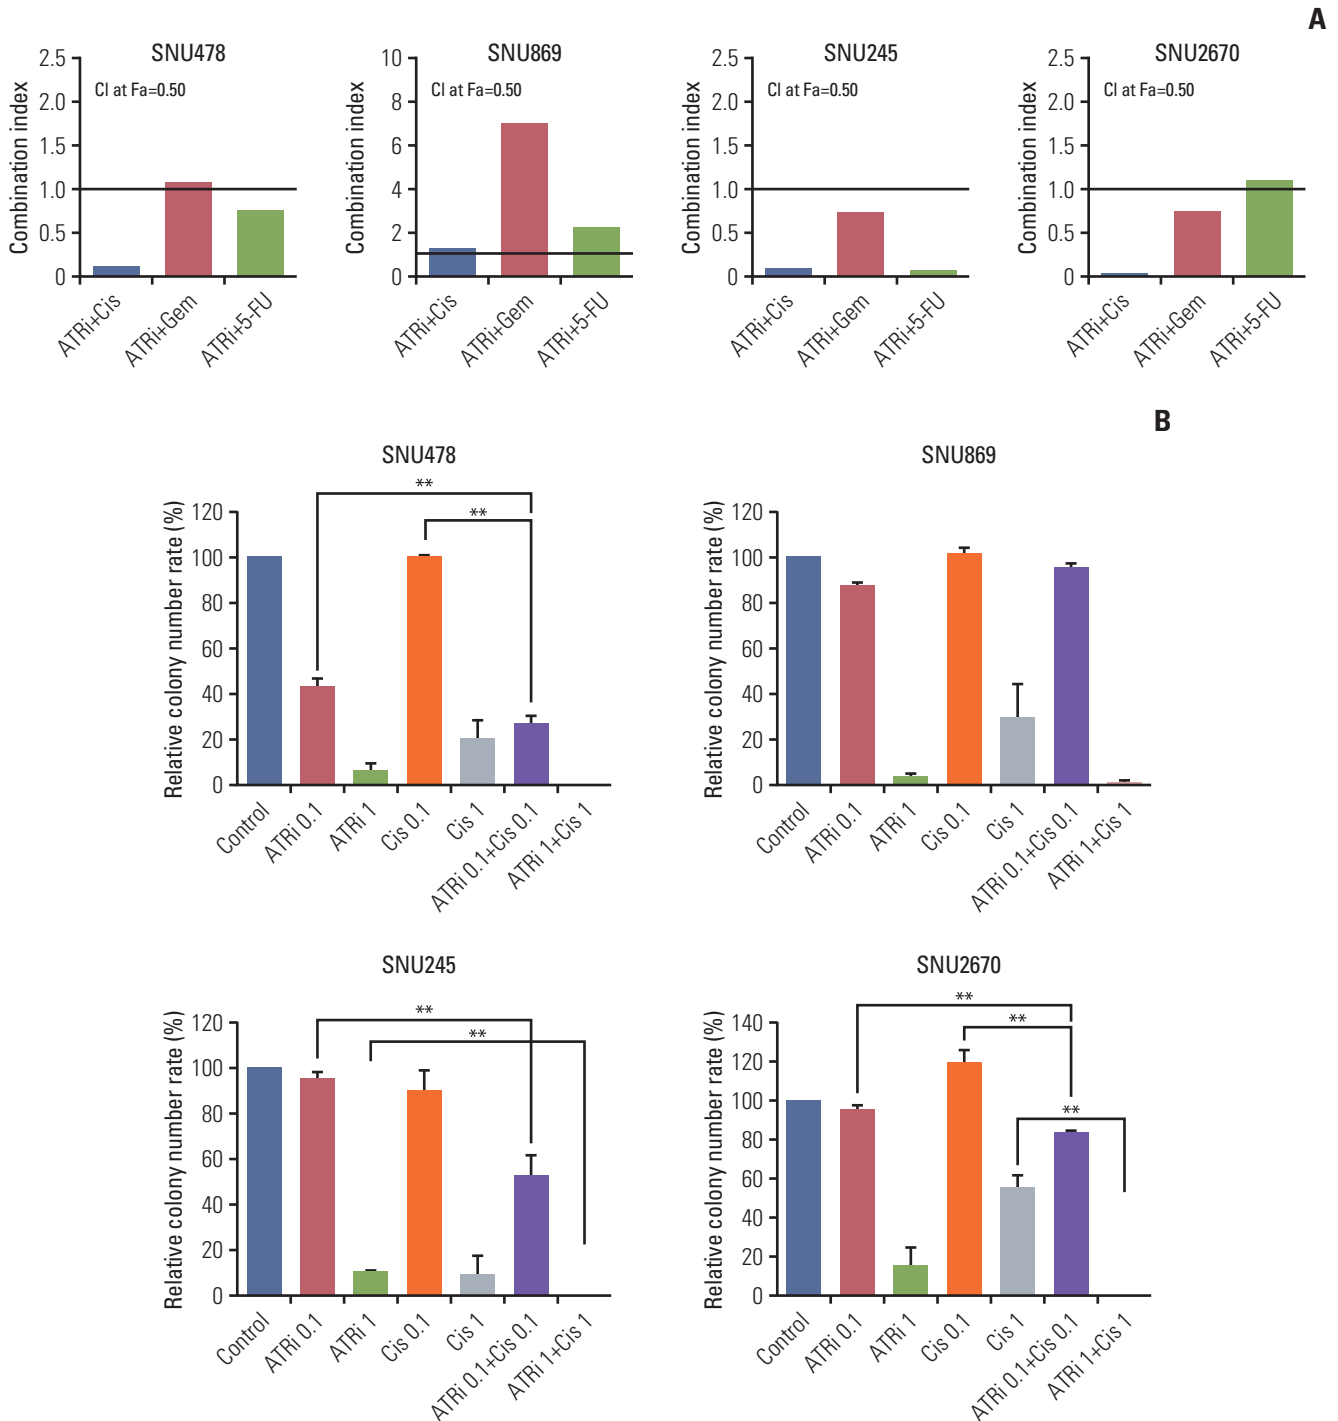 A
SNU478
2.5
2.0
1.5
1.0
0.5
0
Combination index
CI at Fa=0.50
ATRi+Cis
ATRi+Gem
ATRi+5-FU
SNU869
10
8
6
4
2
0
Combination index
CI at Fa=0.50
ATRi+Cis
ATRi+Gem
ATRi+5-FU
SNU245
2.5
2.0
1.5
1.0
0.5
0
Combination index
CI at Fa=0.50
ATRi+Cis
ATRi+Gem
ATRi+5-FU
SNU2670
2.5
2.0
1.5
1.0
0.5
0
Combination index
CI at Fa=0.50
ATRi+Cis
ATRi+Gem
ATRi+5-FU
B
SNU478
**
**
120
100
80
60
40
20
0
Relative colony number rate (%)
Control
ATRi 0.1
ATRi 1
Cis 0.1
Cis 1
ATRi 0.1+Cis 0.1
ATRi 1+Cis 1
SNU869
120
100
80
60
40
20
0
Relative colony number rate (%)
Control
ATRi 0.1
ATRi 1
Cis 0.1
Cis 1
ATRi 0.1+Cis 0.1
ATRi 1+Cis 1
SNU245
**
**
120
100
80
60
40
20
0
Relative colony number rate (%)
Control
ATRi 0.1
ATRi 1
Cis 0.1
Cis 1
ATRi 0.1+Cis 0.1
ATRi 1+Cis 1
SNU2670
**
**
**
140
120
100
80
60
40
20
0
Relative colony number rate (%)
Control
ATRi 0.1
ATRi 1
Cis 0.1
Cis 1
ATRi 0.1+Cis 0.1
ATRi 1+Cis 1